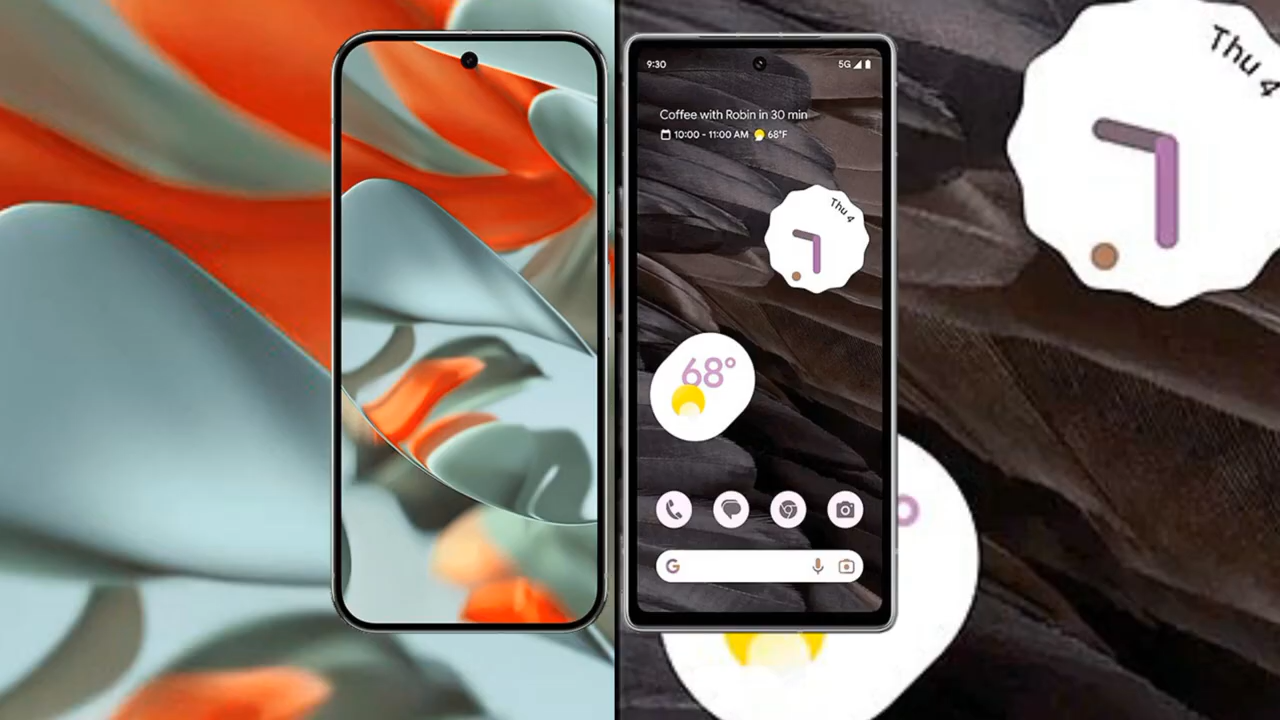 9:30
5G
Coffee with Robin in 30 min
10:00 - 11:00 AM 68°F
Thu 4
68°
G
Thu 4